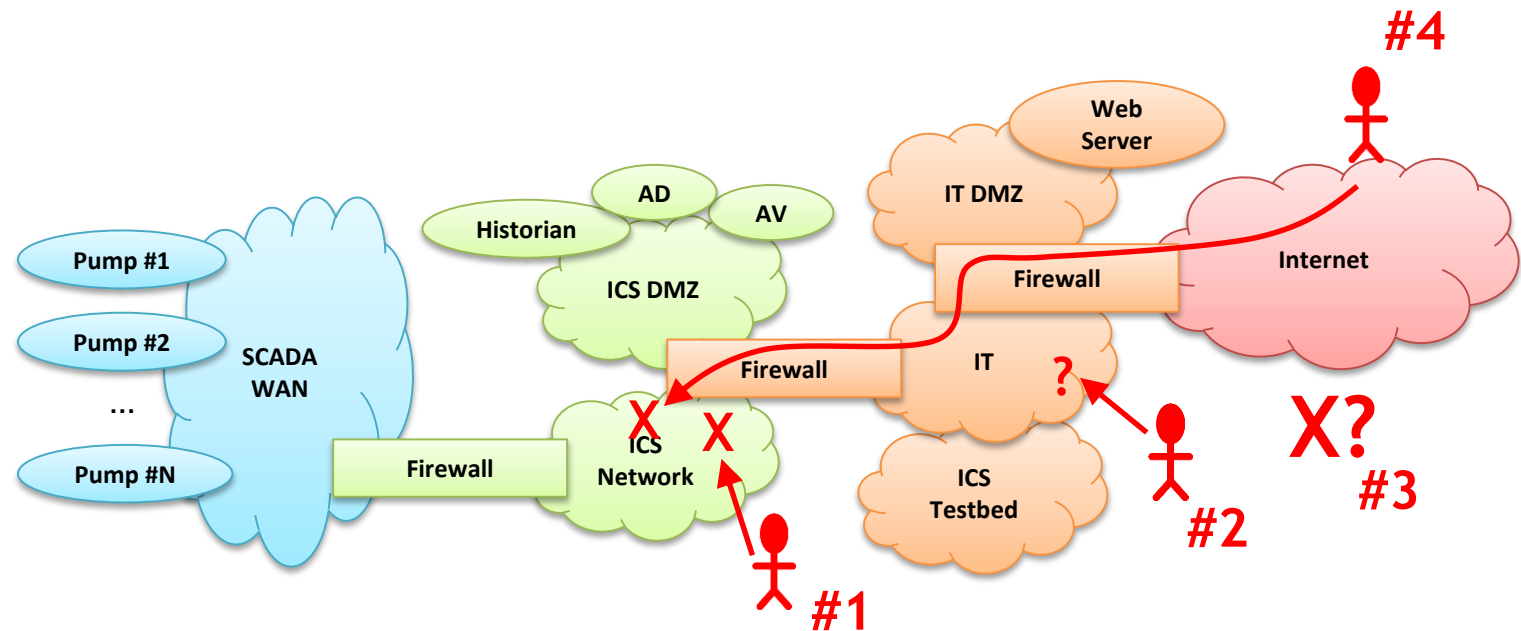 #4
Web
Server
AD
IT DMZ
AV
Historian
Pump #1
Internet
Firewall
ICS DMZ
Pump #2
SCADA
WAN
Firewall
IT
?
...
X
X
X?
ICS
Network
Pump #N
Firewall
ICS
Testbed
#3
#2
#1